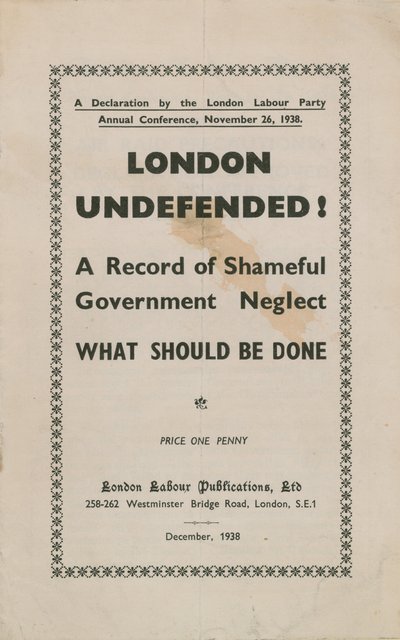 A Declaration by the London Labour Party
Annual Conference, November 26, 1938.
LONDON
UNDEFENDED!
A Record of Shameful
Government Neglect
WHAT SHOULD BE DONE
PRICE ONE PENNY
London Labour Publications, Ltd
258-262 Westminster Bridge Road, London, S.E.1
December, 1938